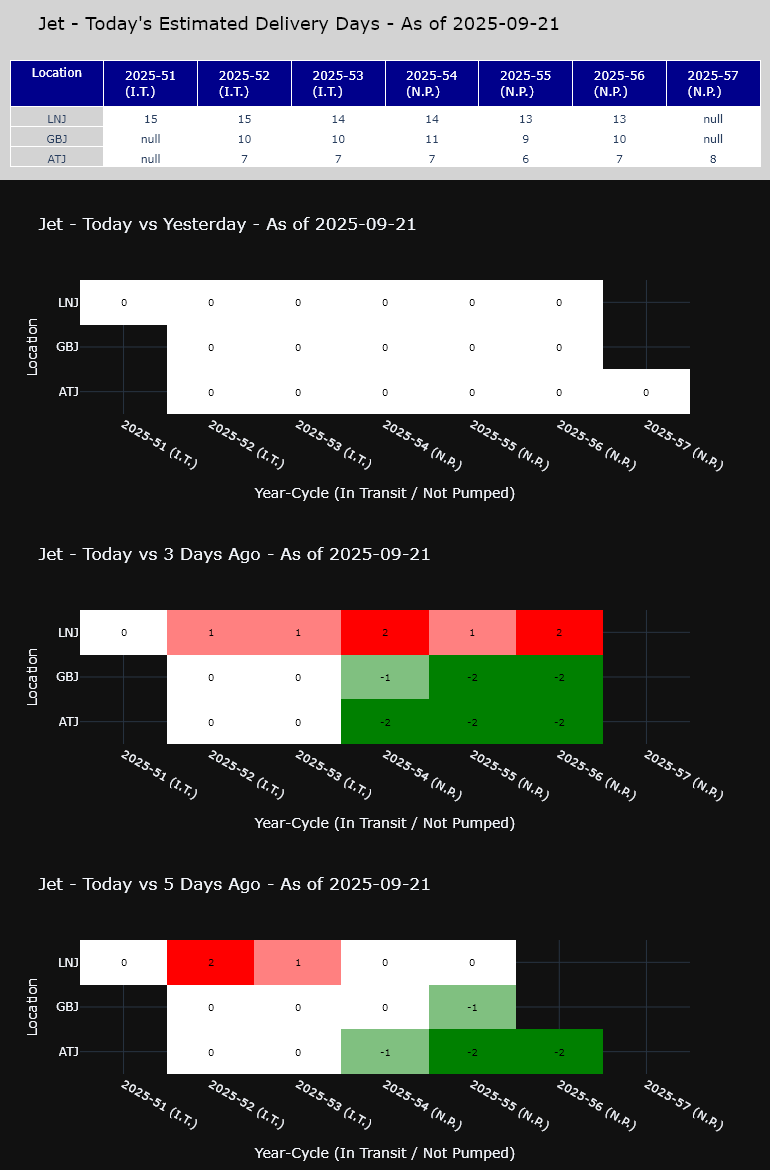 Jet - Today's Estimated Delivery Days - As of 2025-09-21
Location 2025-51 (I.T.) 2025-52 (I.T.) 2025-53 (I.T.) 2025-54 (N.P.) 2025-55 (N.P.) 2025-56 (N.P.) 2025-57 (N.P.)
LNJ 15 15 14 14 13 13 null
GBJ null 10 10 11 9 10 null
ATJ null 7 7 7 6 7 8
Jet - Today vs Yesterday - As of 2025-09-21
Location
LNJ 0 0 0 0 0 0
GBJ 0 0 0 0 0
ATJ 0 0 0 0 0 0
2025-51 (I.T.) 2025-52 (I.T.) 2025-53 (I.T.) 2025-54 (N.P.) 2025-55 (N.P.) 2025-56 (N.P.) 2025-57 (N.P.)
Year-Cycle (In Transit / Not Pumped)
Jet - Today vs 3 Days Ago - As of 2025-09-21
Location
LNJ 0 1 1 2 1 2
GBJ 0 0 -1 -2 -2
ATJ 0 0 -2 -2 -2
2025-51 (I.T.) 2025-52 (I.T.) 2025-53 (I.T.) 2025-54 (N.P.) 2025-55 (N.P.) 2025-56 (N.P.) 2025-57 (N.P.)
Year-Cycle (In Transit / Not Pumped)
Jet - Today vs 5 Days Ago - As of 2025-09-21
Location
LNJ 0 2 1 0 0
GBJ 0 0 0 -1
ATJ 0 0 -1 -2 -2
2025-51 (I.T.) 2025-52 (I.T.) 2025-53 (I.T.) 2025-54 (N.P.) 2025-55 (N.P.) 2025-56 (N.P.) 2025-57 (N.P.)
Year-Cycle (In Transit / Not Pumped)